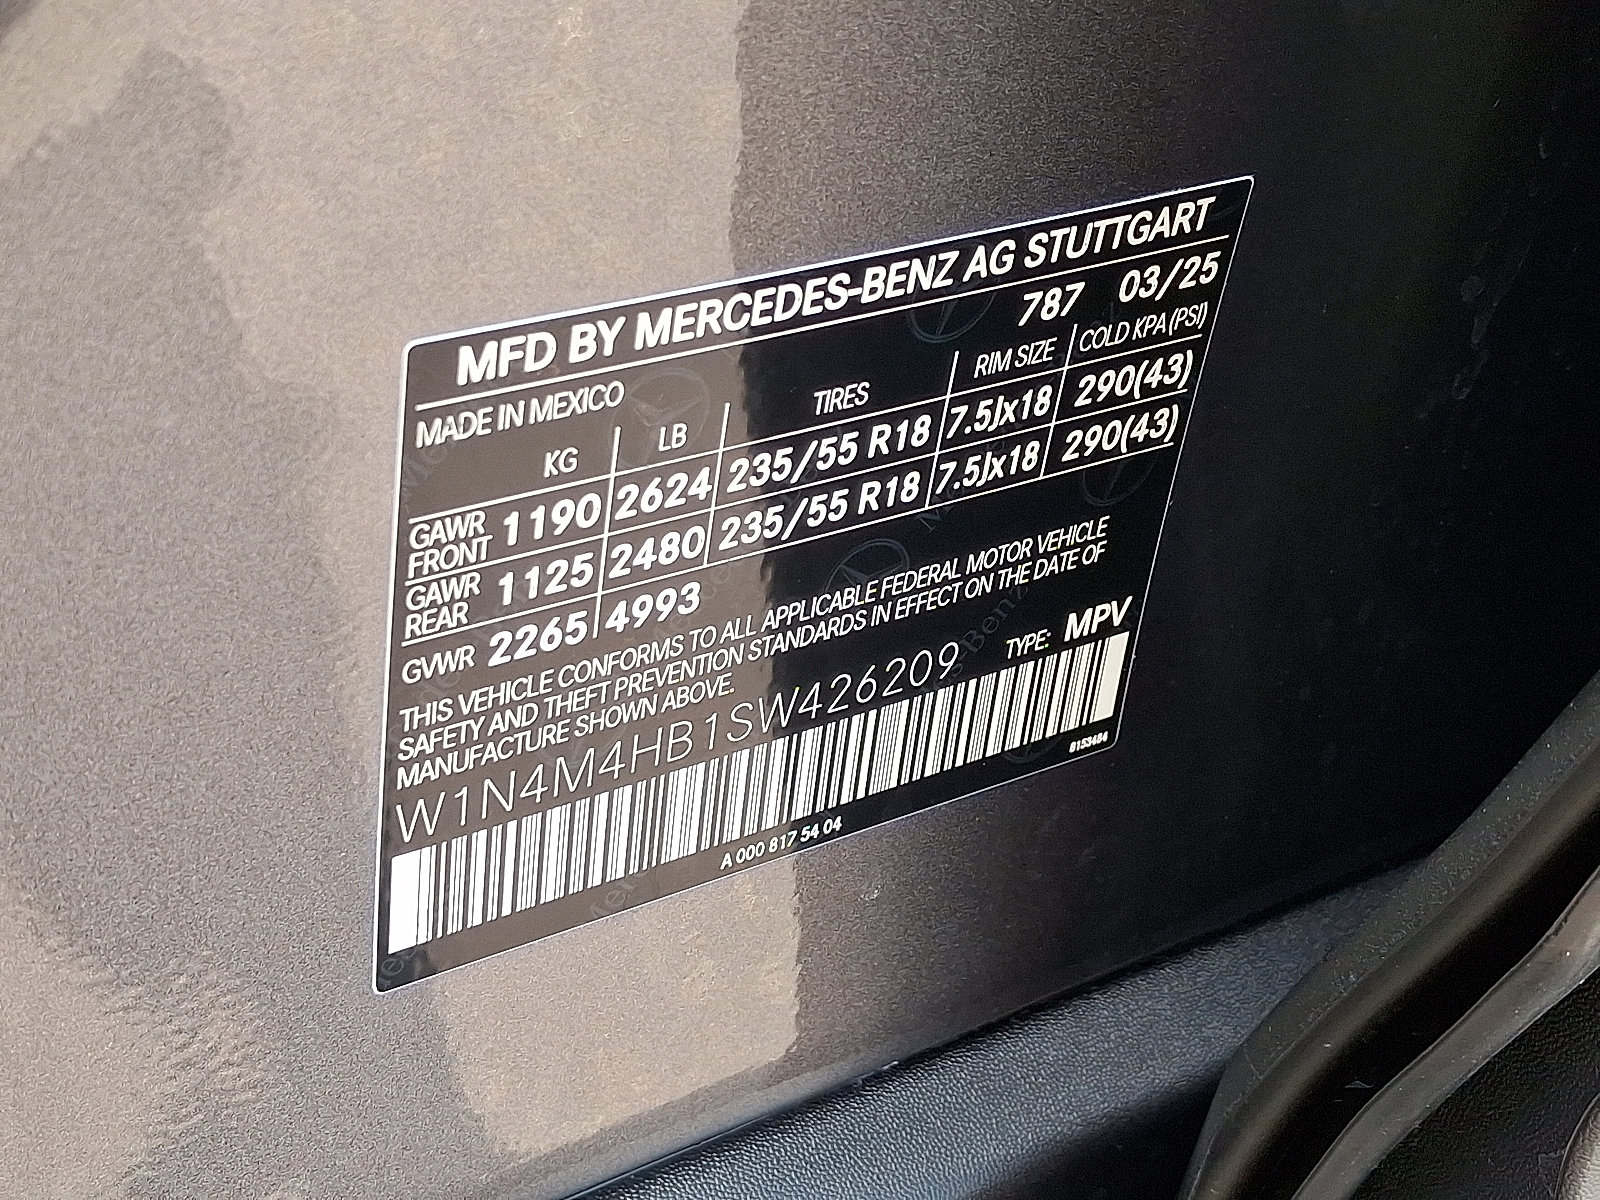 MFD BY MERCEDES-BENZ AG STUTTGART
MADE IN MEXICO 787 03/25
KG LB TIRES RIM SIZE COLD KPA (PSI)
GAWR FRONT 1190 2624 235/55 R18 7.5Jx18 290(43)
GAWR REAR 1125 2480 235/55 R18 7.5Jx18 290(43)
GVWR 2265 4993
THIS VEHICLE CONFORMS TO ALL APPLICABLE FEDERAL MOTOR VEHICLE
SAFETY AND THEFT PREVENTION STANDARDS IN EFFECT ON THE DATE OF
MANUFACTURE SHOWN ABOVE.
W1N4M4HB1SW426209 TYPE: MPV
8153484
A 000 817 54 04